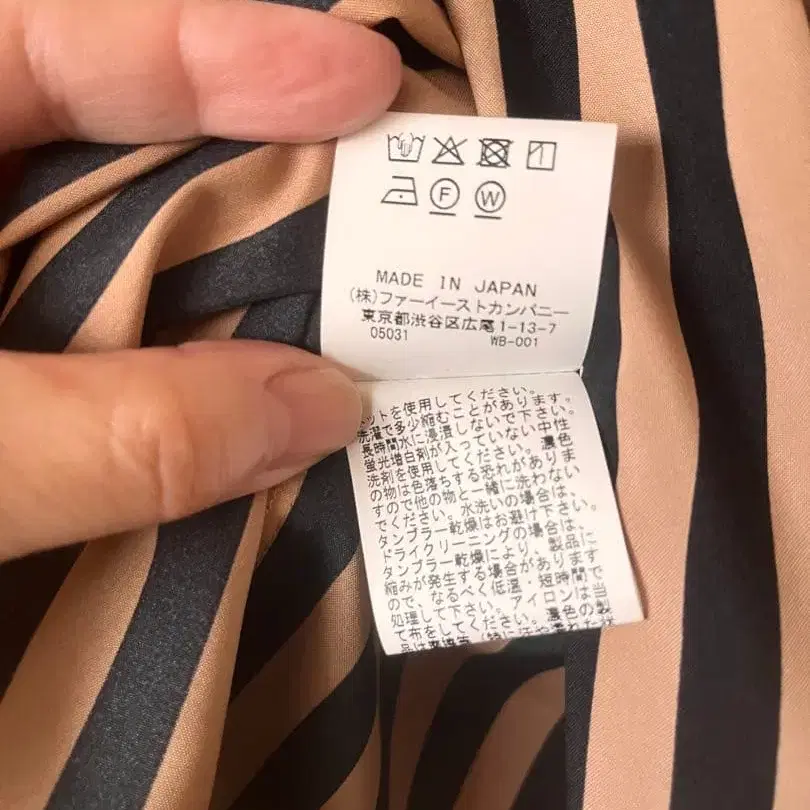 F W
MADE IN JAPAN
(株)ファーイーストカンパニー
東京都渋谷区広尾1-13-7
05031 WB-001
ネットを使用してください。
洗濯で多少縮むことがあります。
長時間水に浸漬しないで下さい。
蛍光増白剤が入っていない中性
洗剤を使用してください。濃色
の物は色落ちする恐れがありま
すので他の物と一緒に洗わない
でください。水洗いの場合は、
タンブラー乾燥はお避け下さい。
ドライクリーニングの場合は、
タンブラー乾燥により、製品に
縮みが発生する場合があります
ので、なるべく低温・短時間で
処理して下さい。アイロンは当
て布をして下さい。濃色の製
品は